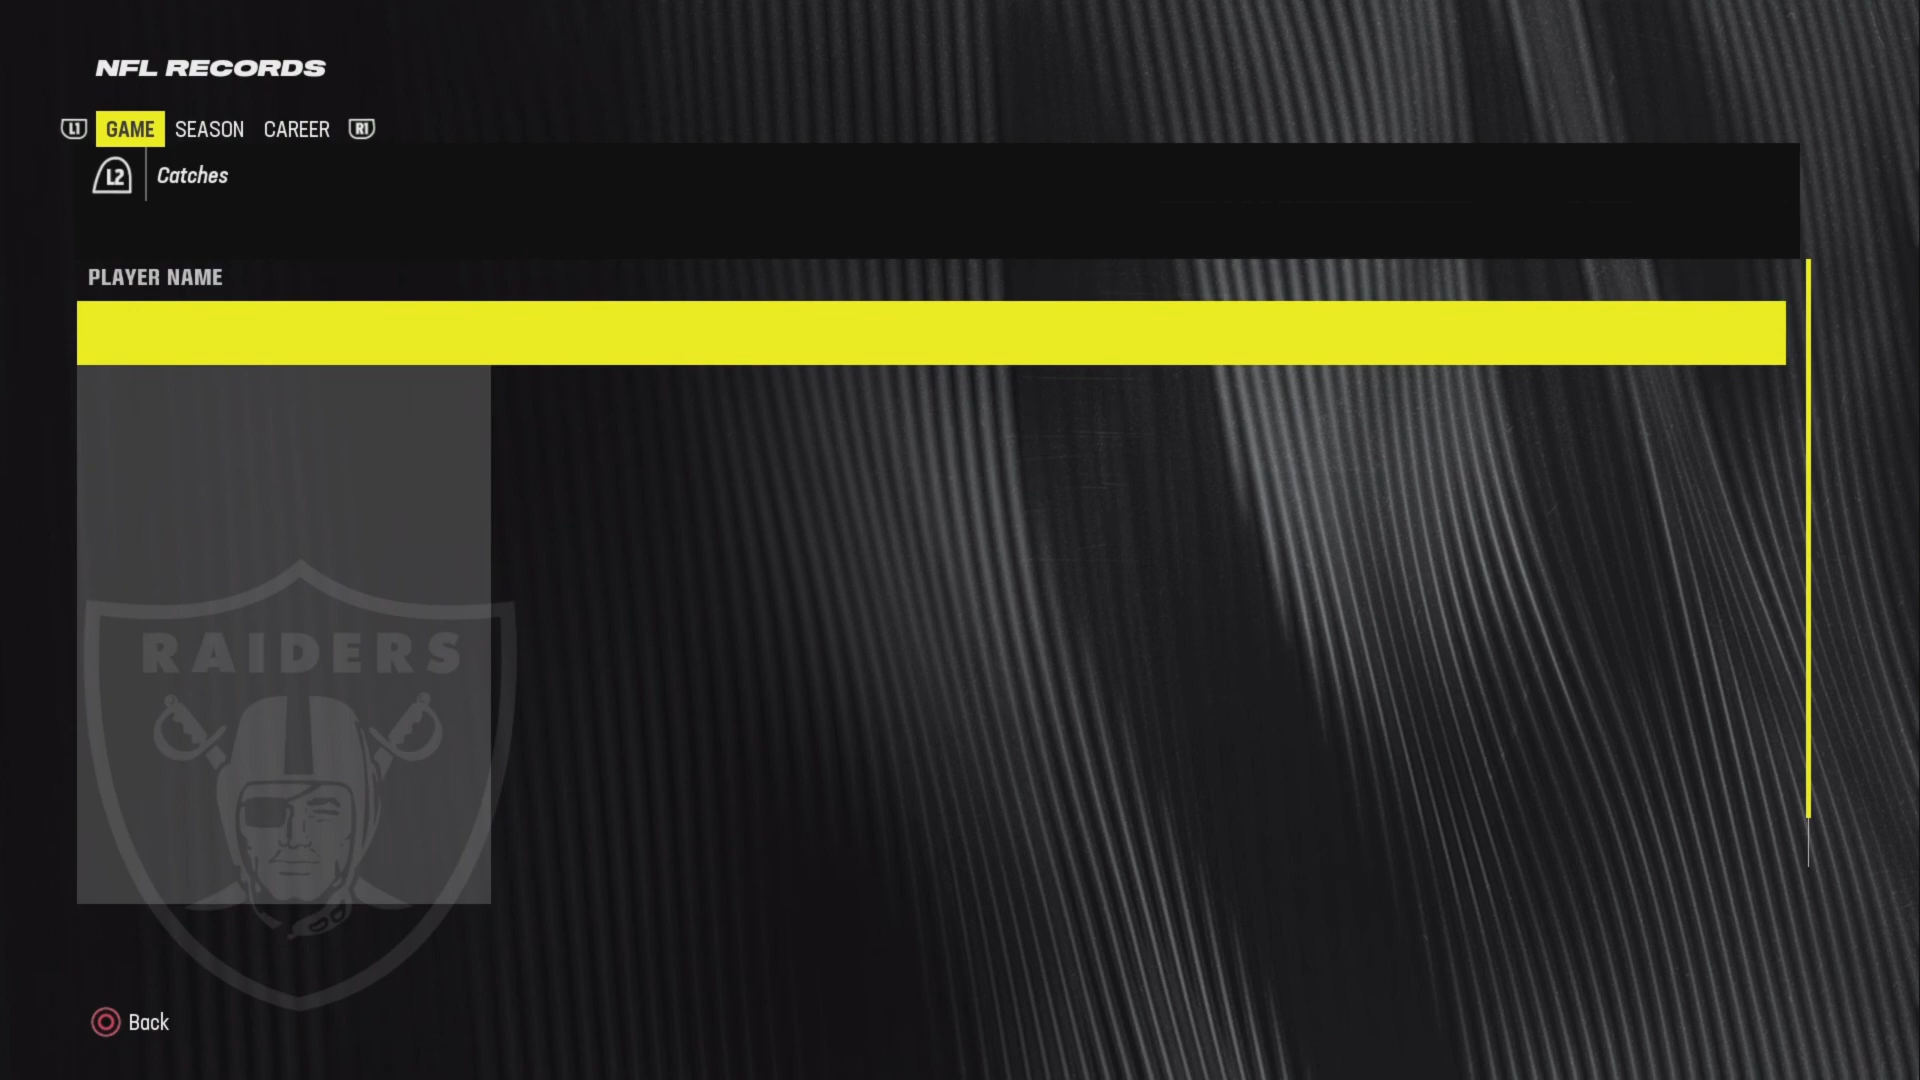 NFL RECORDS
L1 GAME SEASON CAREER R1
L2 Catches
PLAYER NAME
RAIDERS
Back